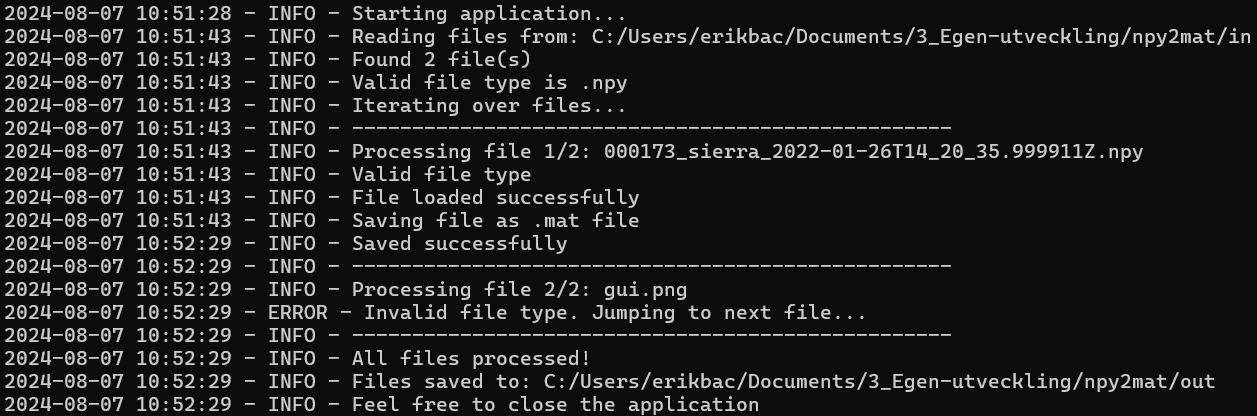 2024-08-07 10:51:28 - INFO - Starting application...
2024-08-07 10:51:43 - INFO - Reading files from: C:/Users/erikbac/Documents/3_Egen-utveckling/npy2mat/in
2024-08-07 10:51:43 - INFO - Found 2 file(s)
2024-08-07 10:51:43 - INFO - Valid file type is .npy
2024-08-07 10:51:43 - INFO - Iterating over files...
2024-08-07 10:51:43 - INFO - --------------------------------------------------
2024-08-07 10:51:43 - INFO - Processing file 1/2: 000173_sierra_2022-01-26T14_20_35.999911Z.npy
2024-08-07 10:51:43 - INFO - Valid file type
2024-08-07 10:51:43 - INFO - File loaded successfully
2024-08-07 10:51:43 - INFO - Saving file as .mat file
2024-08-07 10:52:29 - INFO - Saved successfully
2024-08-07 10:52:29 - INFO - --------------------------------------------------
2024-08-07 10:52:29 - INFO - Processing file 2/2: gui.png
2024-08-07 10:52:29 - ERROR - Invalid file type. Jumping to next file...
2024-08-07 10:52:29 - INFO - --------------------------------------------------
2024-08-07 10:52:29 - INFO - All files processed!
2024-08-07 10:52:29 - INFO - Files saved to: C:/Users/erikbac/Documents/3_Egen-utveckling/npy2mat/out
2024-08-07 10:52:29 - INFO - Feel free to close the application